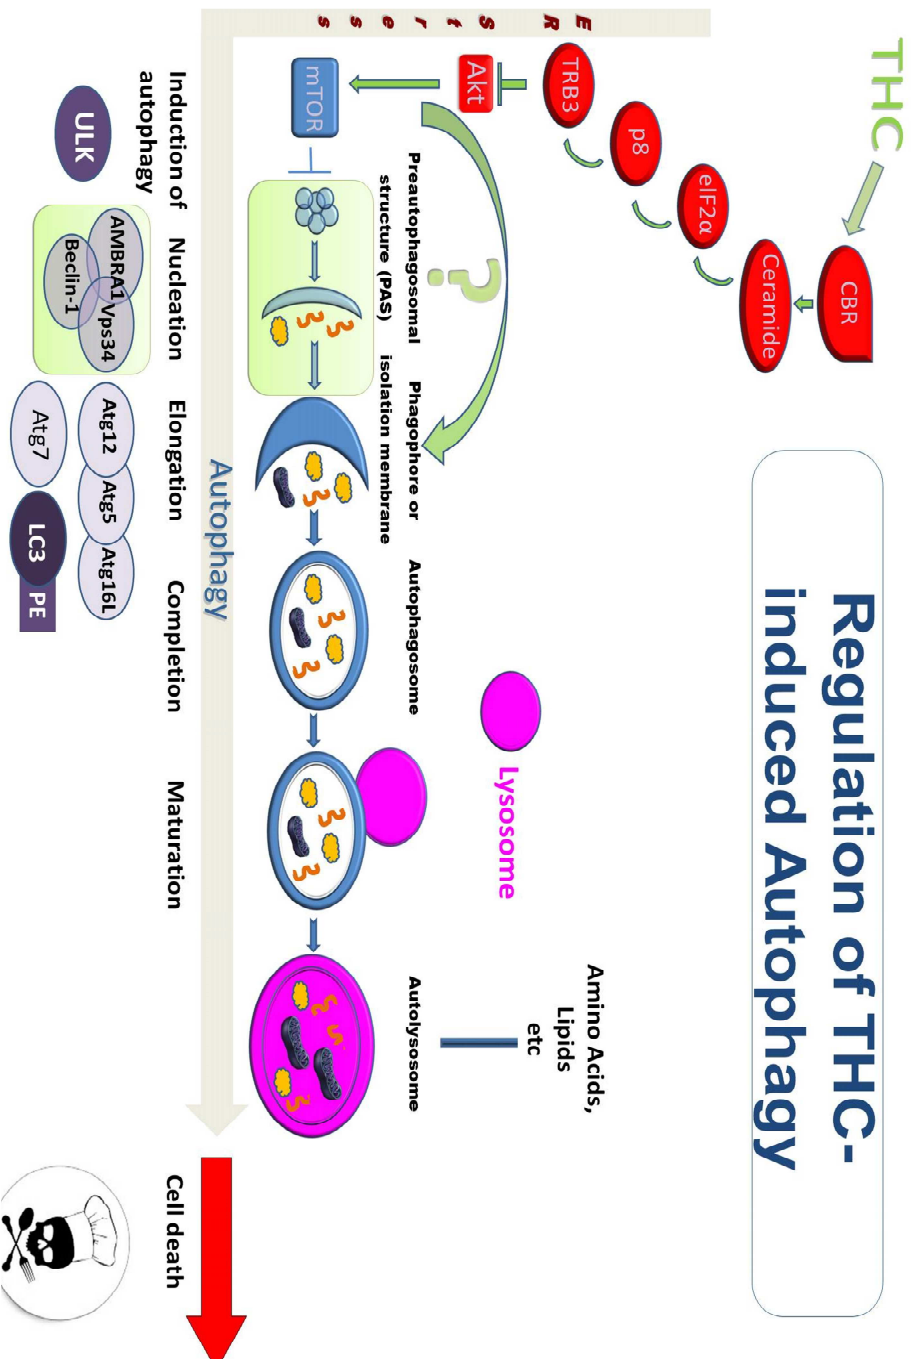 Regulation of THC-
induced Autophagy
THC
CBR
Ceramide
eIF2α
p8
TRB3
Akt
mTOR
ER Stress
?
Lysosome
Amino Acids,
Lipids
etc
Preautophagosomal
structure (PAS)
Phagophore or
isolation membrane
Autophagosome
Autolysosome
Autophagy
Induction of
autophagy
Nucleation
Elongation
Completion
Maturation
Cell death
ULK
AMBRA1
Vps34
Beclin-1
Atg12
Atg5
Atg16L
Atg7
LC3
PE